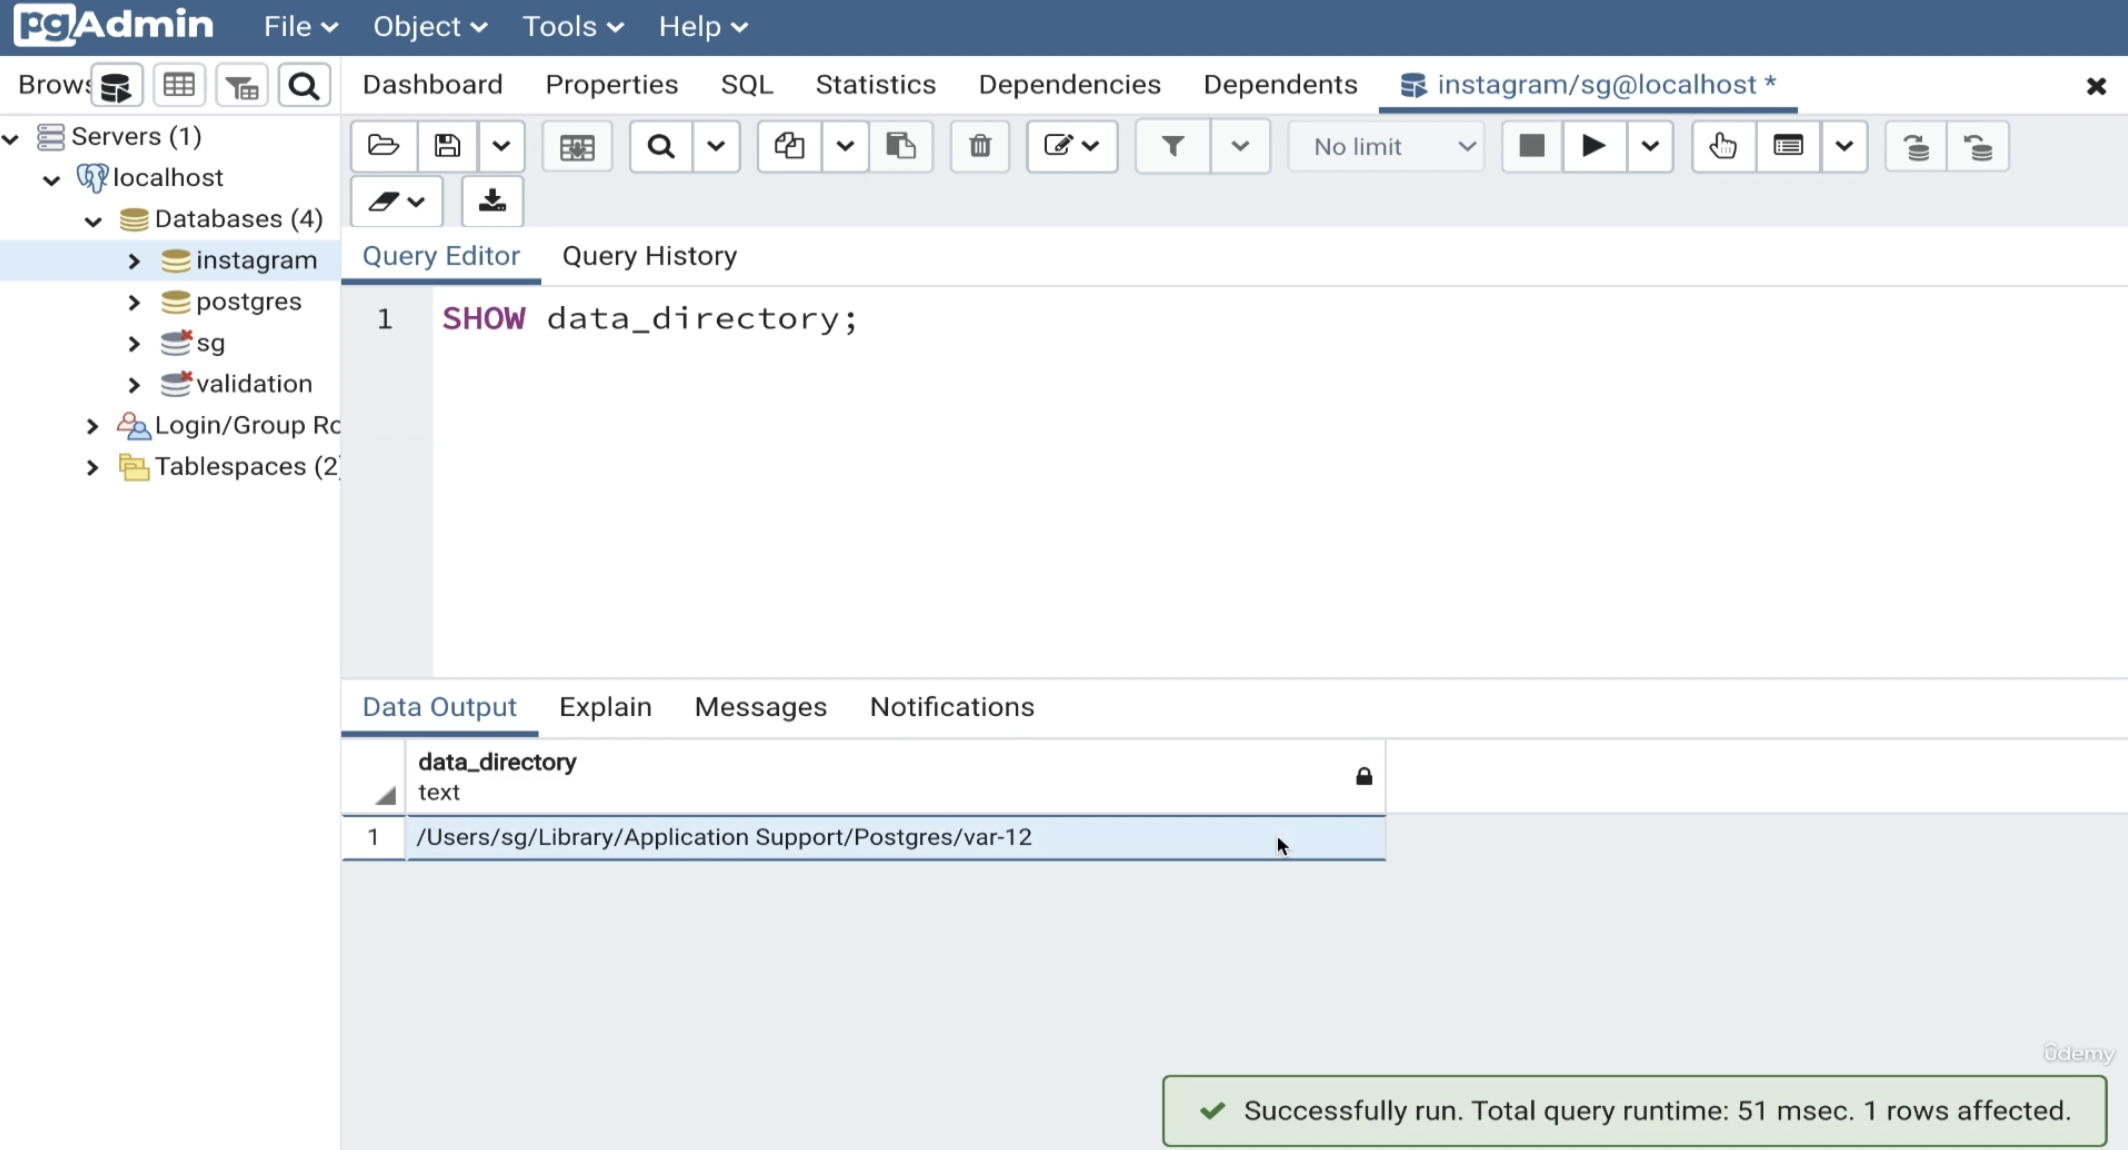 pgAdmin File Object Tools Help
Brows Dashboard Properties SQL Statistics Dependencies Dependents instagram/sg@localhost *
Servers (1)
localhost
Databases (4)
instagram
postgres
sg
validation
Login/Group Ro
Tablespaces (2)
No limit
Query Editor Query History
1 SHOW data_directory;
Data Output Explain Messages Notifications
data_directory
text
1 /Users/sg/Library/Application Support/Postgres/var-12
ûdemy
Successfully run. Total query runtime: 51 msec. 1 rows affected.